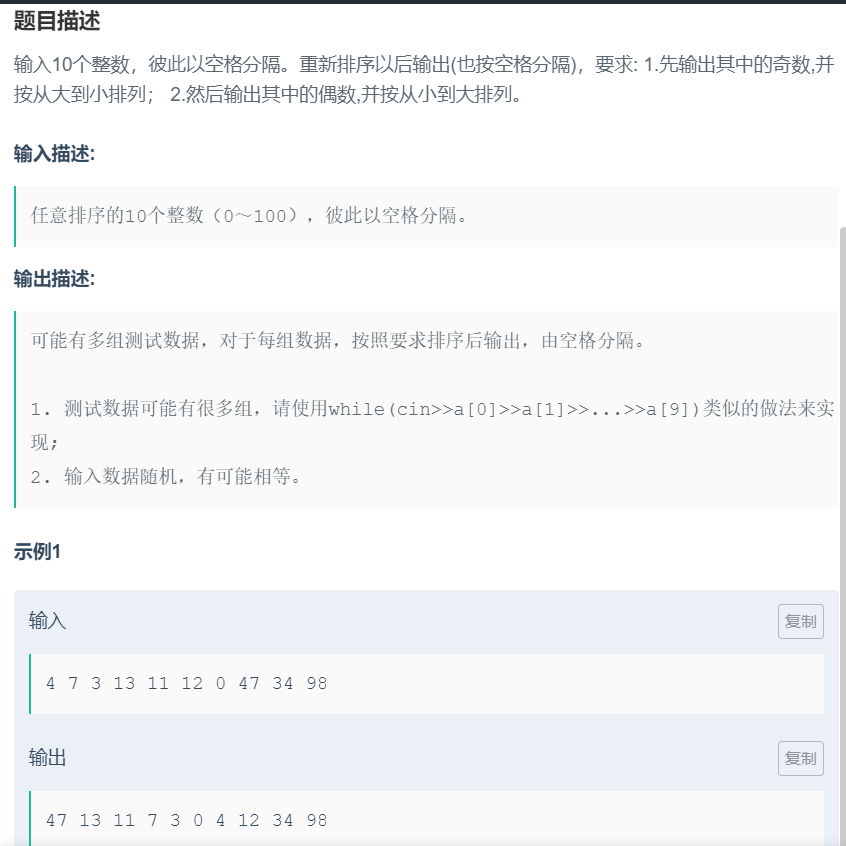 题目描述
输入10个整数，彼此以空格分隔。重新排序以后输出(也按空格分隔)，要求: 1.先输出其中的奇数,并
按从大到小排列； 2.然后输出其中的偶数,并按从小到大排列。
输入描述:
任意排序的10个整数（0～100），彼此以空格分隔。
输出描述:
可能有多组测试数据，对于每组数据，按照要求排序后输出，由空格分隔。
1. 测试数据可能有很多组，请使用while(cin>>a[0]>>a[1]>>...>>a[9])类似的做法来实
现;
2. 输入数据随机，有可能相等。
示例1
输入
复制
4 7 3 13 11 12 0 47 34 98
输出
复制
47 13 11 7 3 0 4 12 34 98